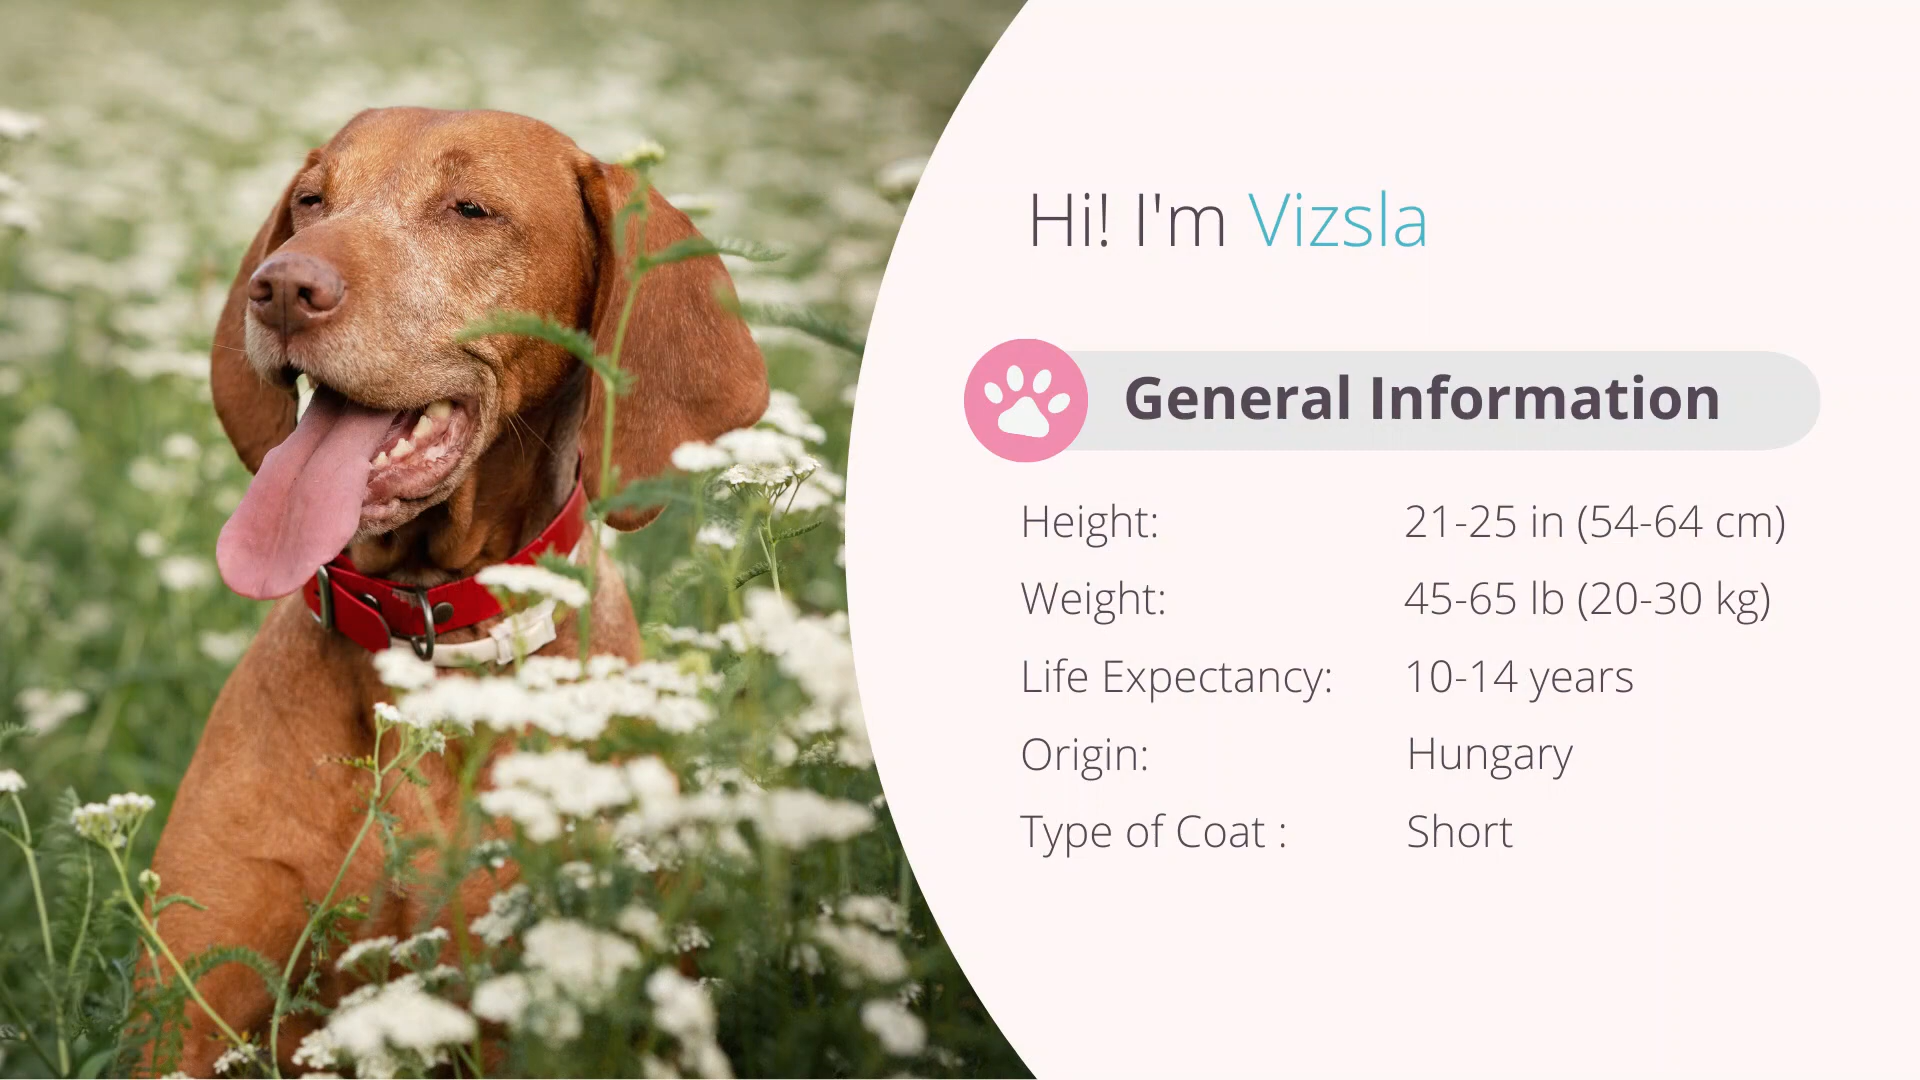 Hi! I'm Vizsla
General Information
Height: 21-25 in (54-64 cm)
Weight: 45-65 lb (20-30 kg)
Life Expectancy: 10-14 years
Origin: Hungary
Type of Coat : Short